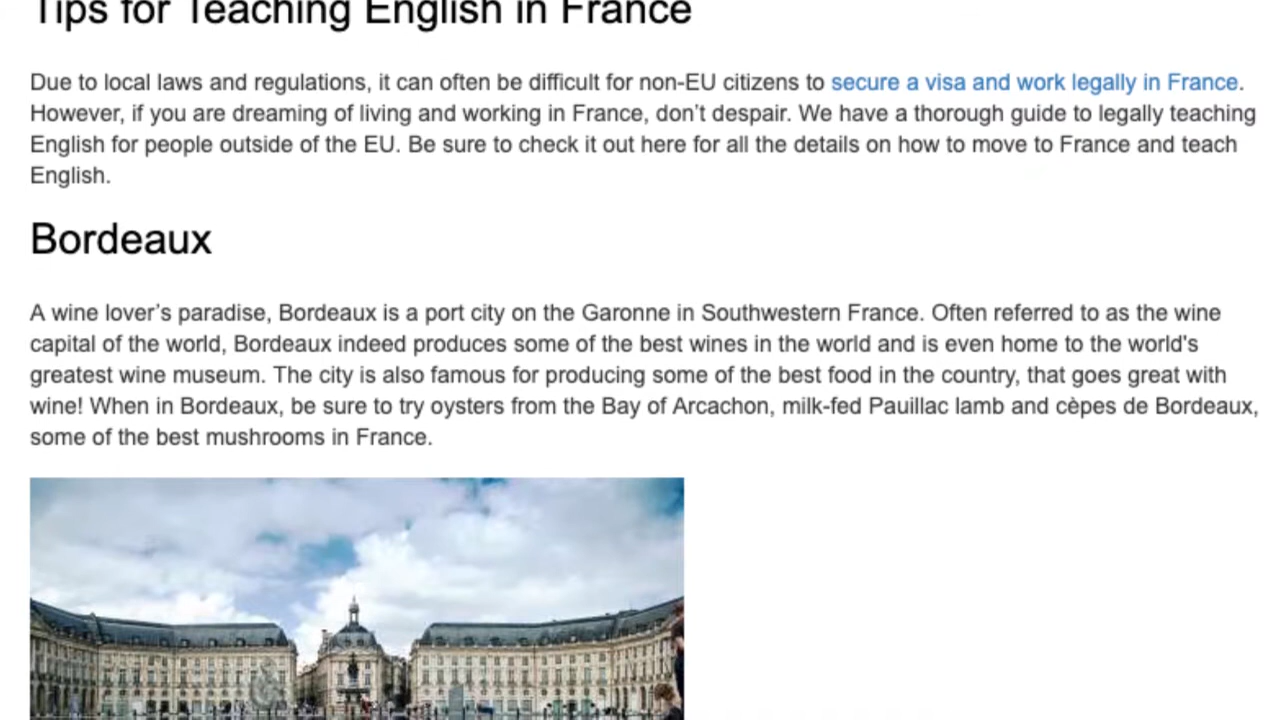 Tips for Teaching English in France
Due to local laws and regulations, it can often be difficult for non-EU citizens to secure a visa and work legally in France.
However, if you are dreaming of living and working in France, don’t despair. We have a thorough guide to legally teaching
English for people outside of the EU. Be sure to check it out here for all the details on how to move to France and teach
English.
Bordeaux
A wine lover’s paradise, Bordeaux is a port city on the Garonne in Southwestern France. Often referred to as the wine
capital of the world, Bordeaux indeed produces some of the best wines in the world and is even home to the world's
greatest wine museum. The city is also famous for producing some of the best food in the country, that goes great with
wine! When in Bordeaux, be sure to try oysters from the Bay of Arcachon, milk-fed Pauillac lamb and cèpes de Bordeaux,
some of the best mushrooms in France.